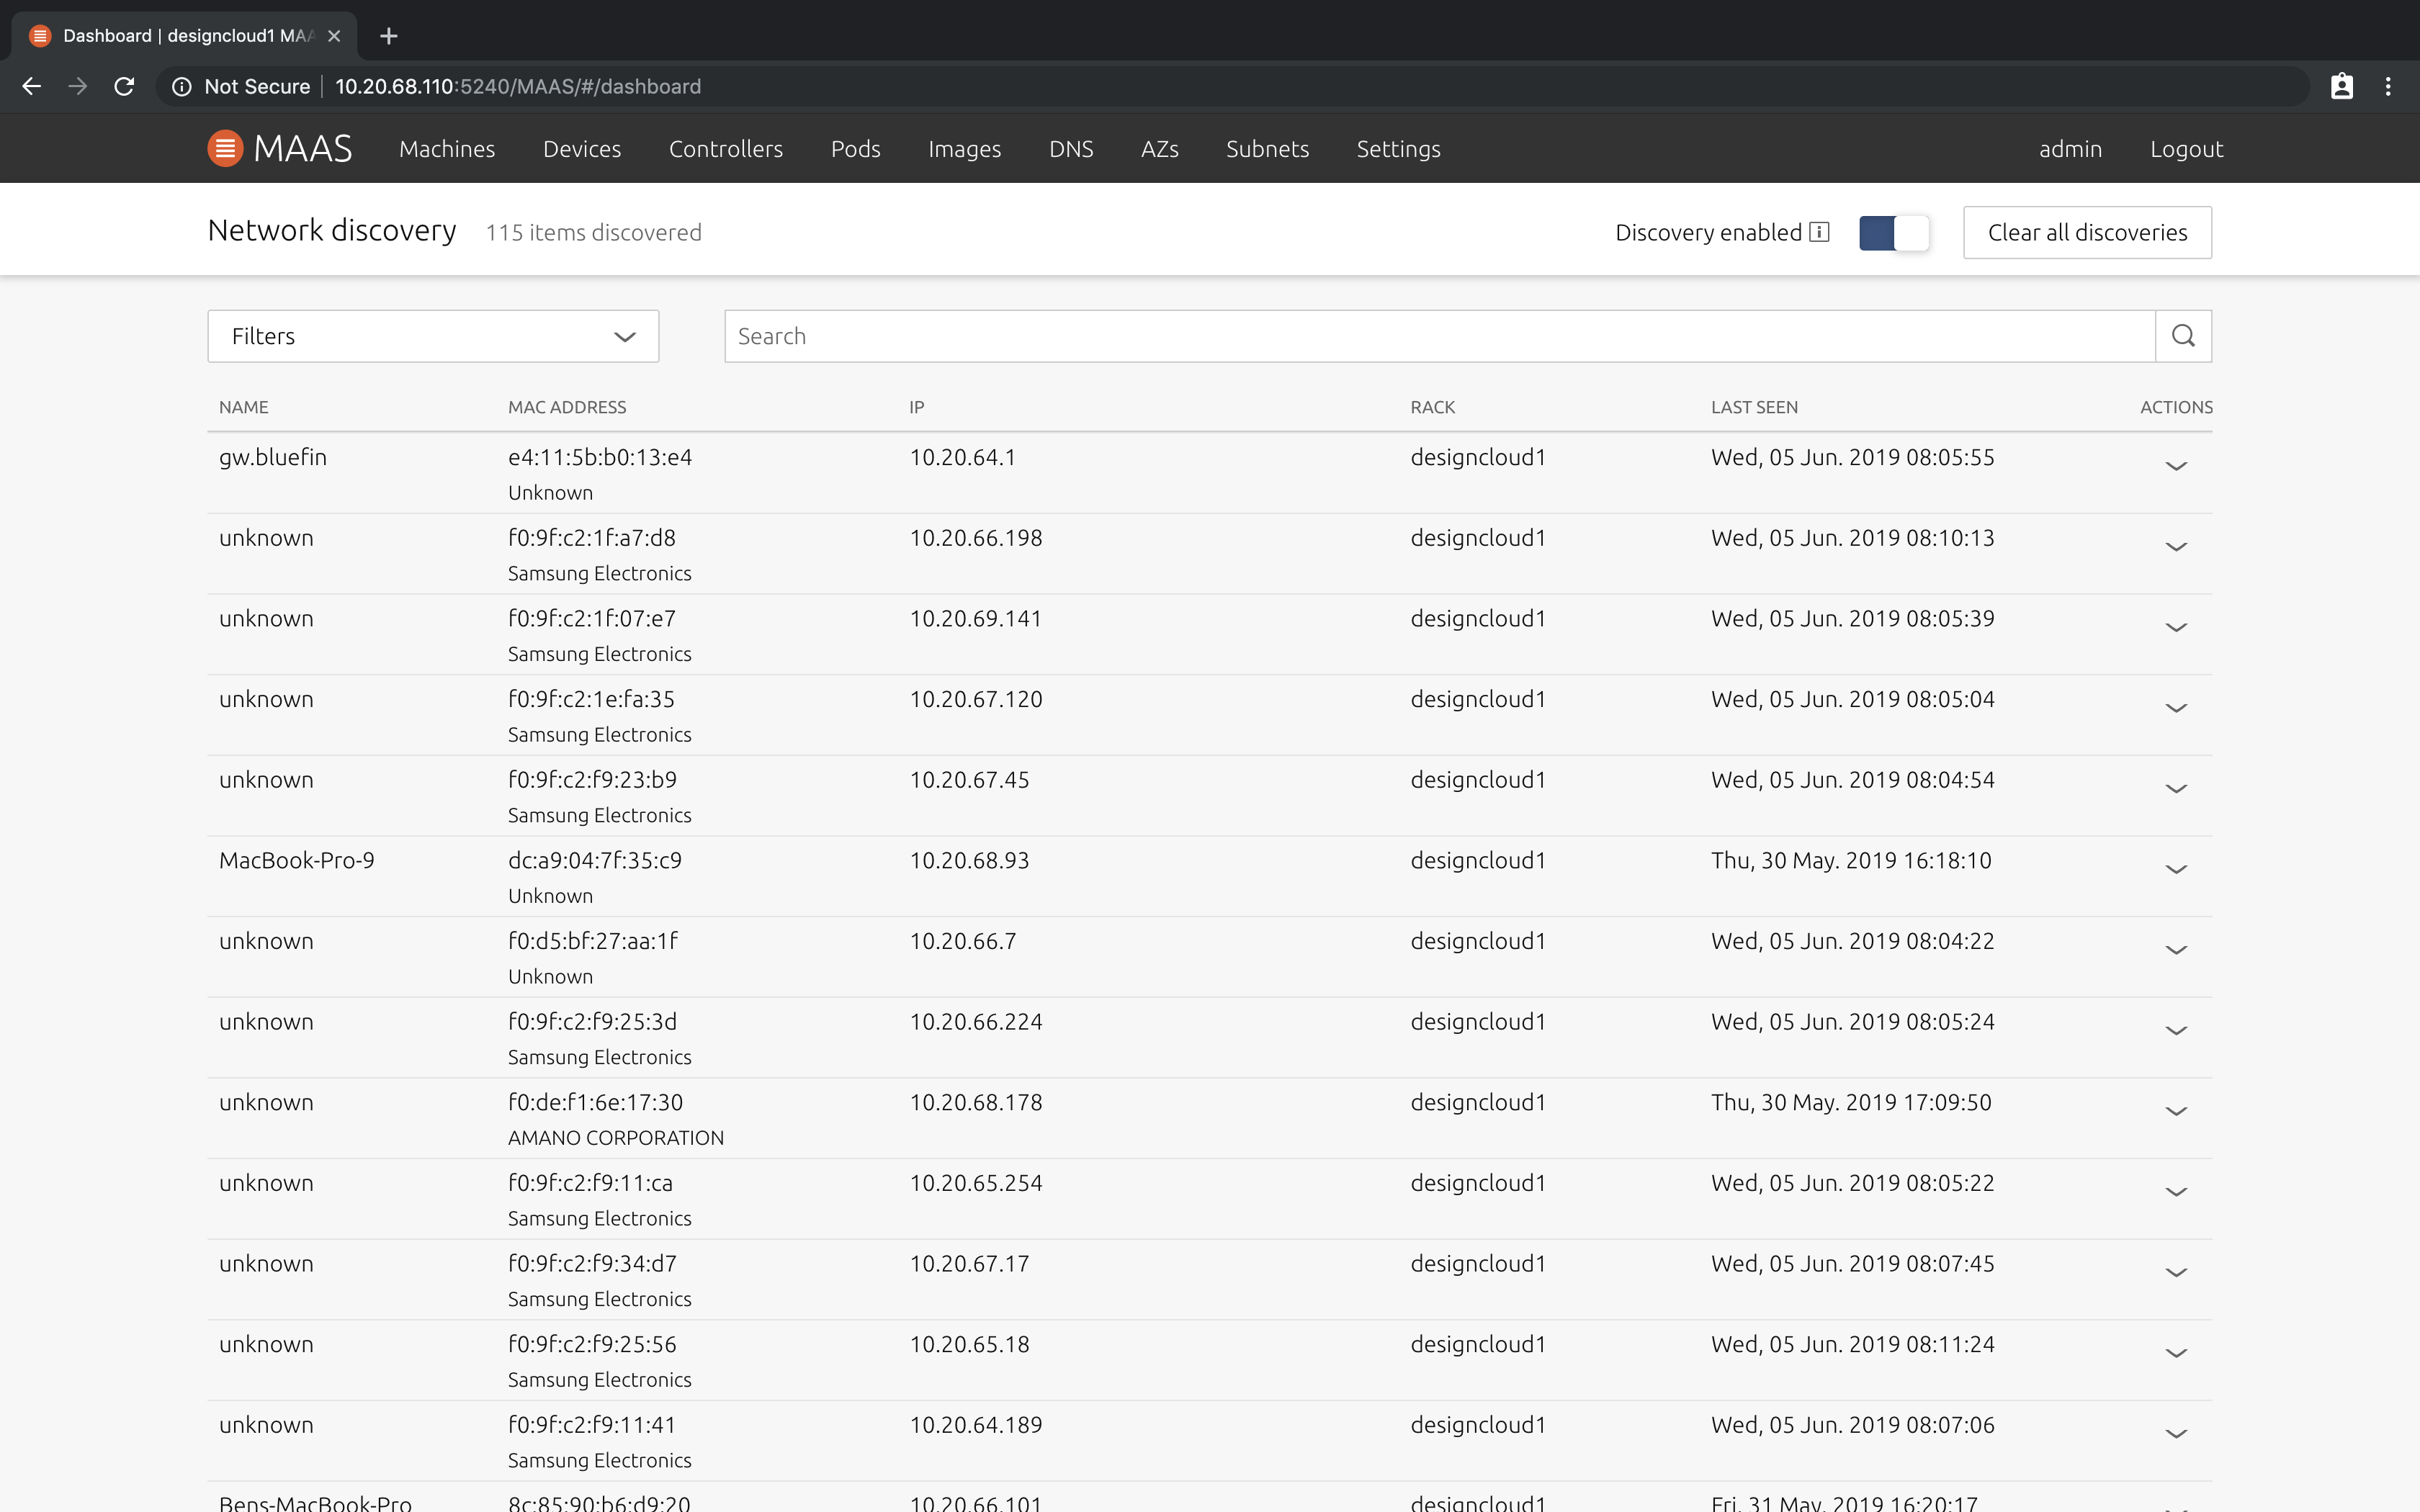 Dashboard | designcloud1 MAA
Not Secure | 10.20.68.110:5240/MAAS/#/dashboard
MAAS Machines Devices Controllers Pods Images DNS AZs Subnets Settings admin Logout
Network discovery 115 items discovered Discovery enabled Clear all discoveries
Filters Search
NAME MAC ADDRESS IP RACK LAST SEEN ACTIONS
gw.bluefin e4:11:5b:b0:13:e4 10.20.64.1 designcloud1 Wed, 05 Jun. 2019 08:05:55
Unknown
unknown f0:9f:c2:1f:a7:d8 10.20.66.198 designcloud1 Wed, 05 Jun. 2019 08:10:13
Samsung Electronics
unknown f0:9f:c2:1f:07:e7 10.20.69.141 designcloud1 Wed, 05 Jun. 2019 08:05:39
Samsung Electronics
unknown f0:9f:c2:1e:fa:35 10.20.67.120 designcloud1 Wed, 05 Jun. 2019 08:05:04
Samsung Electronics
unknown f0:9f:c2:f9:23:b9 10.20.67.45 designcloud1 Wed, 05 Jun. 2019 08:04:54
Samsung Electronics
MacBook-Pro-9 dc:a9:04:7f:35:c9 10.20.68.93 designcloud1 Thu, 30 May. 2019 16:18:10
Unknown
unknown f0:d5:bf:27:aa:1f 10.20.66.7 designcloud1 Wed, 05 Jun. 2019 08:04:22
Unknown
unknown f0:9f:c2:f9:25:3d 10.20.66.224 designcloud1 Wed, 05 Jun. 2019 08:05:24
Samsung Electronics
unknown f0:de:f1:6e:17:30 10.20.68.178 designcloud1 Thu, 30 May. 2019 17:09:50
AMANO CORPORATION
unknown f0:9f:c2:f9:11:ca 10.20.65.254 designcloud1 Wed, 05 Jun. 2019 08:05:22
Samsung Electronics
unknown f0:9f:c2:f9:34:d7 10.20.67.17 designcloud1 Wed, 05 Jun. 2019 08:07:45
Samsung Electronics
unknown f0:9f:c2:f9:25:56 10.20.65.18 designcloud1 Wed, 05 Jun. 2019 08:11:24
Samsung Electronics
unknown f0:9f:c2:f9:11:41 10.20.64.189 designcloud1 Wed, 05 Jun. 2019 08:07:06
Samsung Electronics
Bens-MacBook-Pro 8c:85:90:b6:d9:20 10.20.66.101 designcloud1 Fri, 31 May. 2019 16:20:17